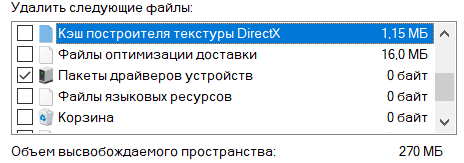 Удалить следующие файлы:
Кэш построителя текстуры DirectX 1,15 МБ
Файлы оптимизации доставки 16,0 МБ
Пакеты драйверов устройств 0 байт
Файлы языковых ресурсов 0 байт
Корзина 0 байт
Объем высвобождаемого пространства: 270 МБ